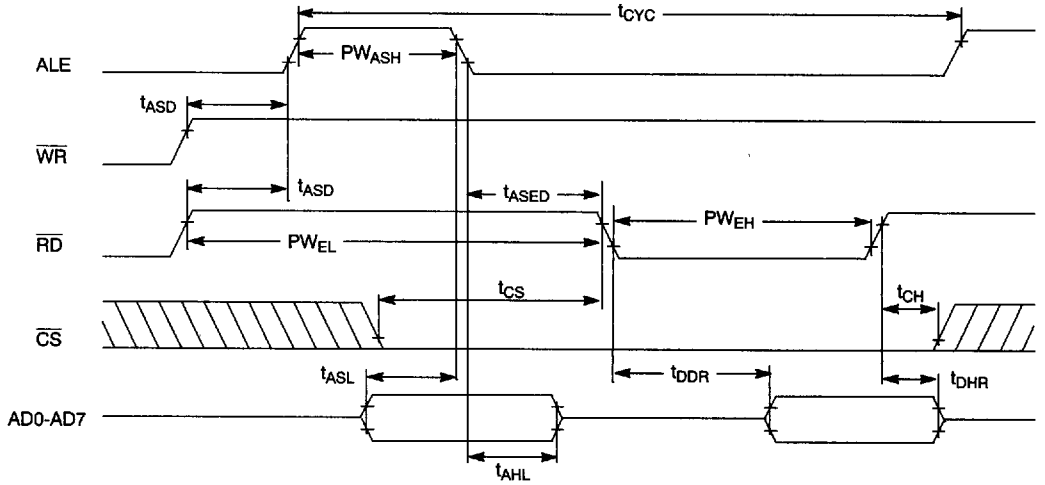 tCYC
ALE
PWASH
tASD
WR
tASD
tASED
RD
PWEL
PWEH
tCS
tCH
CS
tASL
tDDR
tDHR
AD0-AD7
tAHL